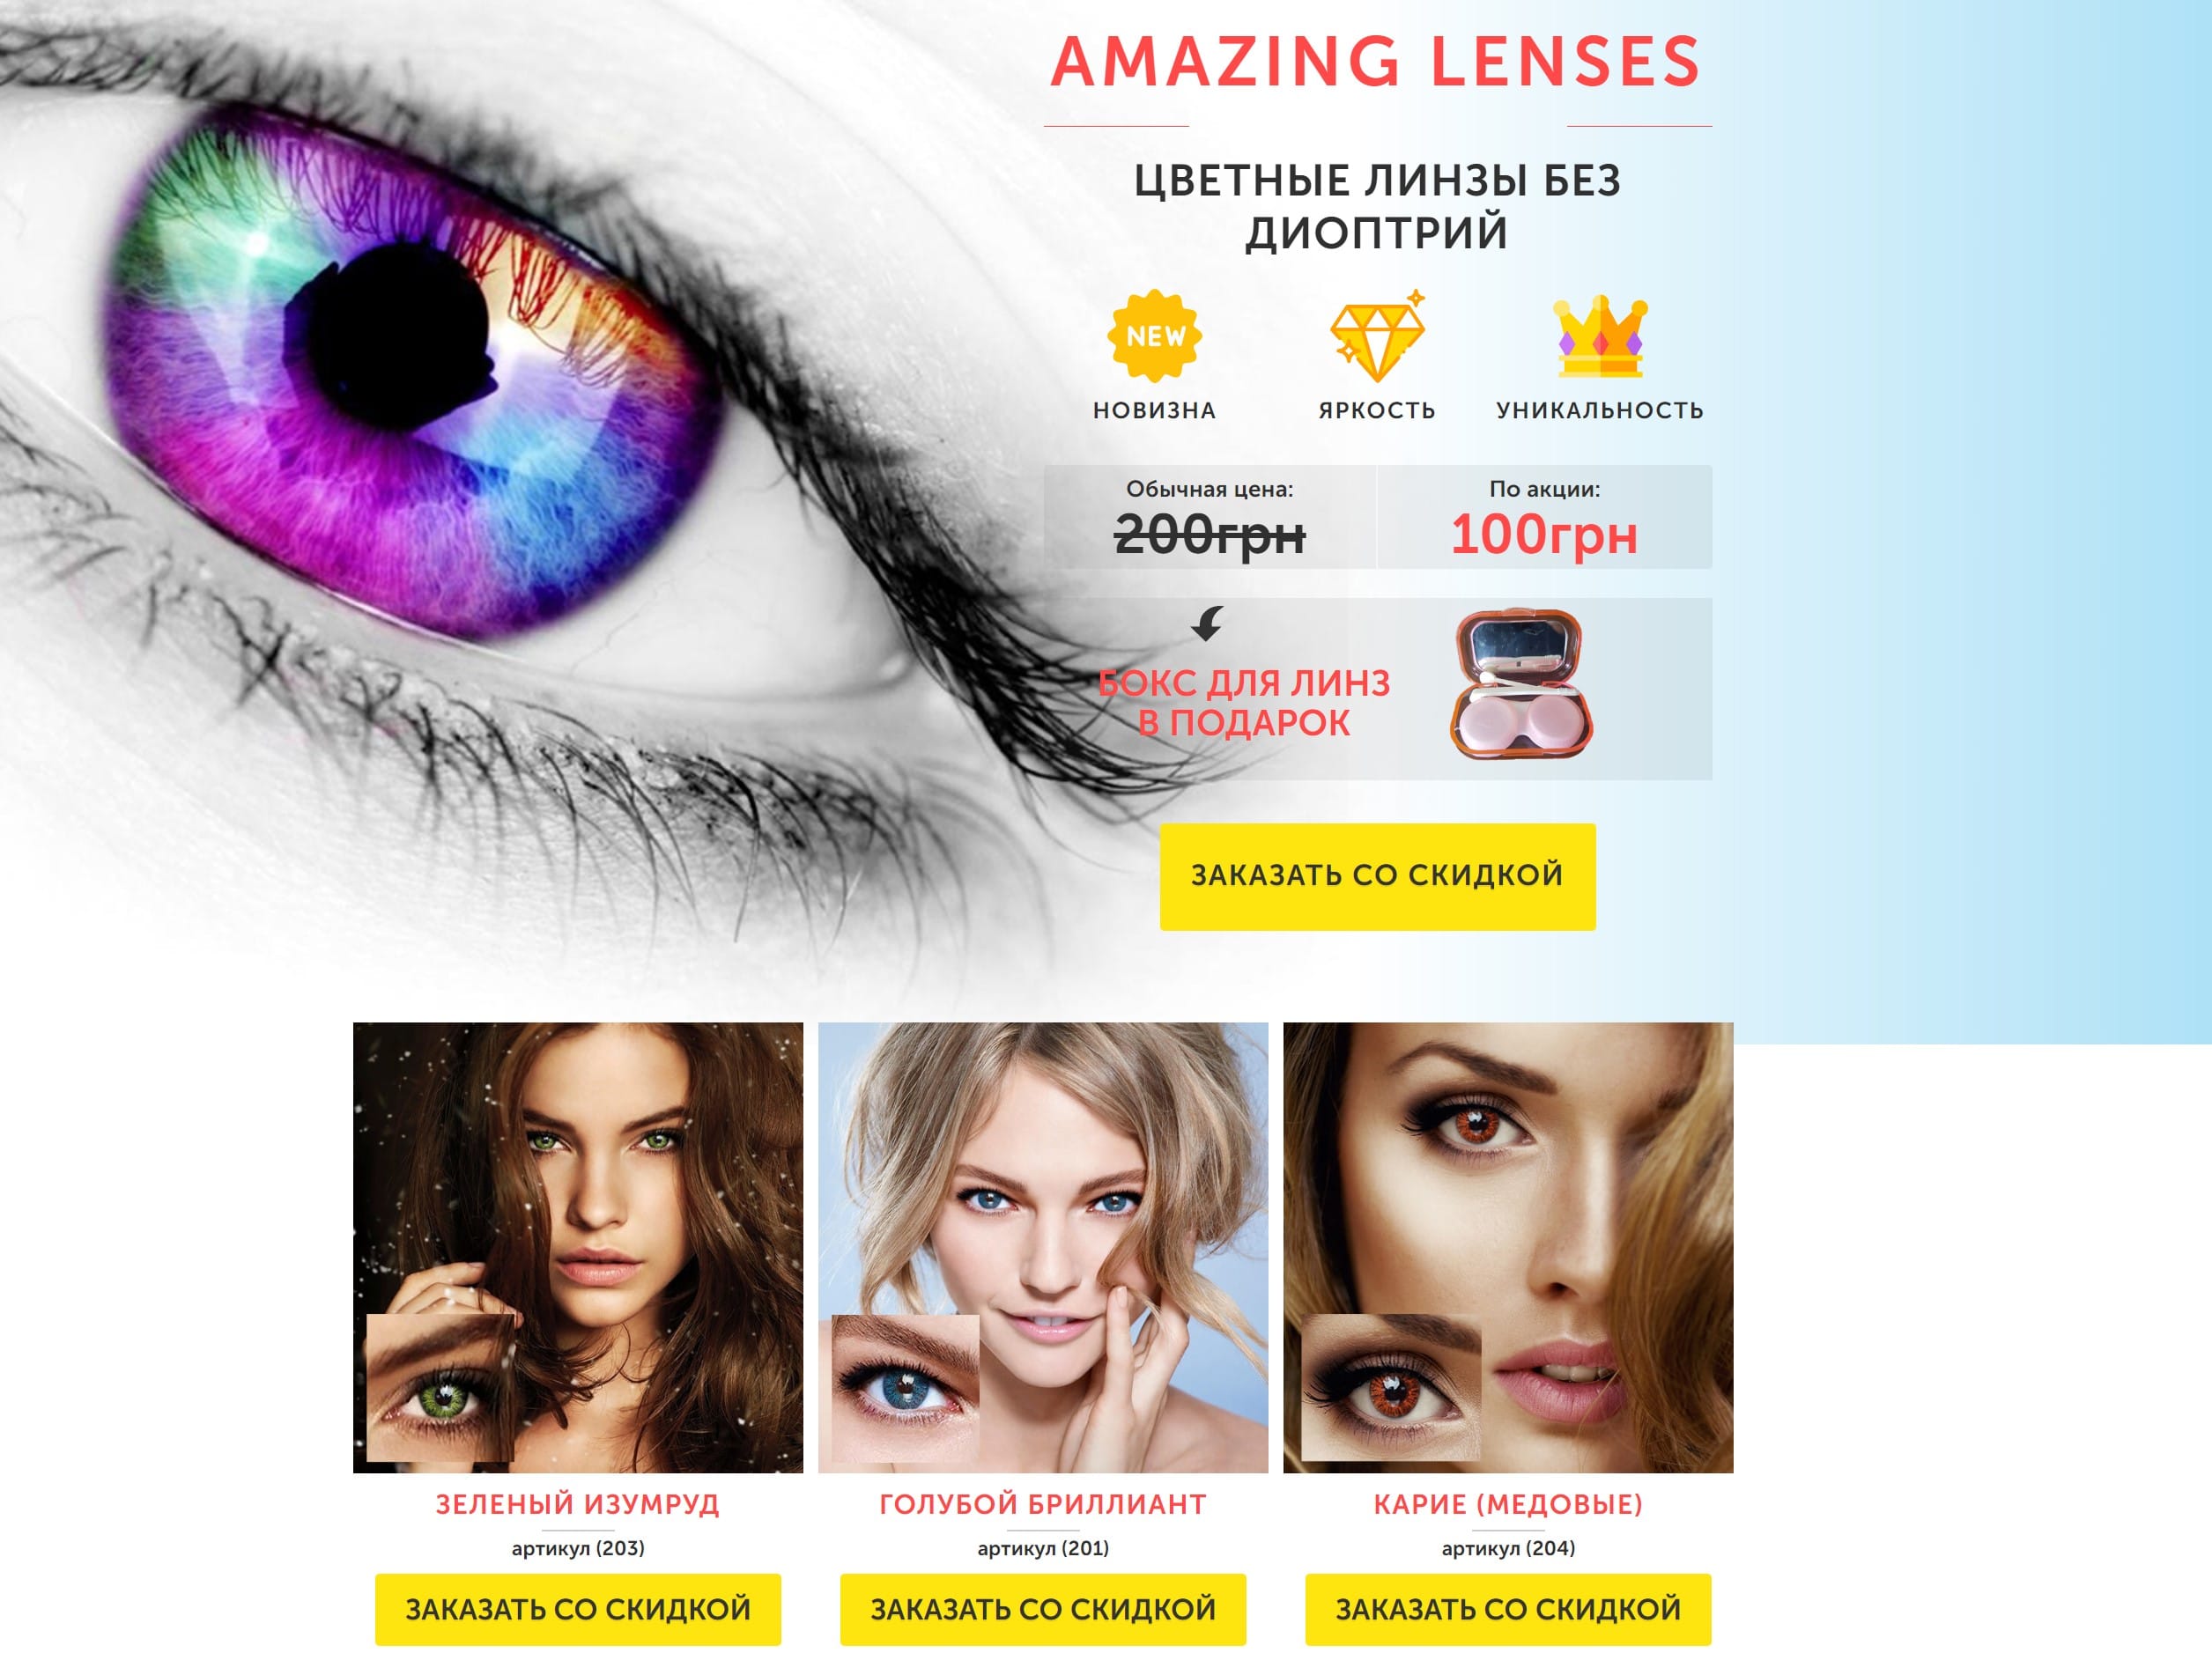 AMAZING LENSES
ЦВЕТНЫЕ ЛИНЗЫ БЕЗ
ДИОПТРИЙ
NEW
НОВИЗНА
ЯРКОСТЬ
УНИКАЛЬНОСТЬ
Обычная цена:
200грн
По акции:
100грн
БОКС ДЛЯ ЛИНЗ
В ПОДАРОК
ЗАКАЗАТЬ СО СКИДКОЙ
ЗЕЛЕНЫЙ ИЗУМРУД
артикул (203)
ЗАКАЗАТЬ СО СКИДКОЙ
ГОЛУБОЙ БРИЛЛИАНТ
артикул (201)
ЗАКАЗАТЬ СО СКИДКОЙ
КАРИЕ (МЕДОВЫЕ)
артикул (204)
ЗАКАЗАТЬ СО СКИДКОЙ